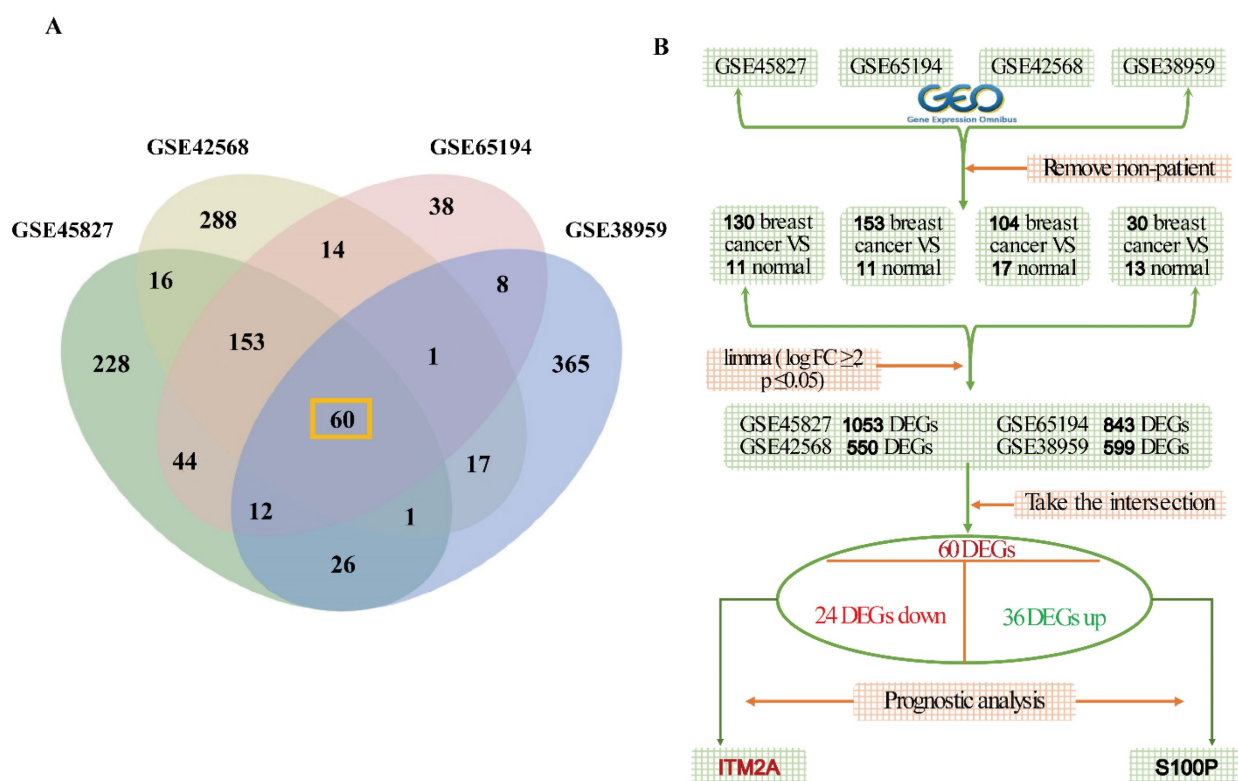 A
GSE42568
GSE65194
GSE45827
GSE38959
288
38
14
16
8
228
153
1
365
60
44
17
12
1
26
B
GSE45827 GSE65194 GSE42568 GSE38959
GEO
Gene Expression Omnibus
Remove non-patient
130 breast
cancer VS
11 normal
153 breast
cancer VS
11 normal
104 breast
cancer VS
17 normal
30 breast
cancer VS
13 normal
limma ( log FC ≥2,
p ≤0.05)
GSE45827 1053 DEGs GSE65194 843 DEGs
GSE42568 550 DEGs GSE38959 599 DEGs
Take the intersection
60 DEGs
24 DEGs down 36 DEGs up
Prognostic analysis
ITM2A S100P